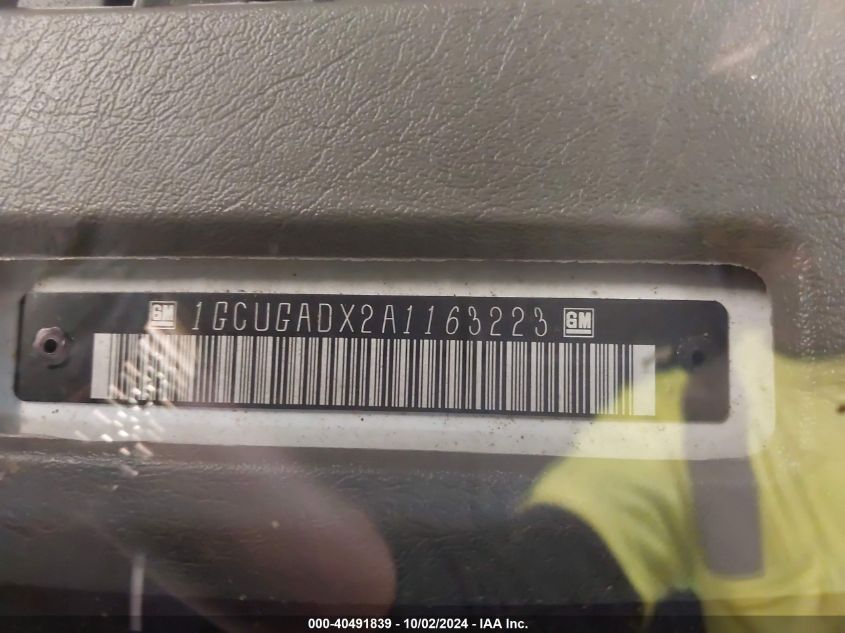 GM 1GCUGADX2A1163223 GM
000-40491839 - 10/02/2024 - IAA Inc.